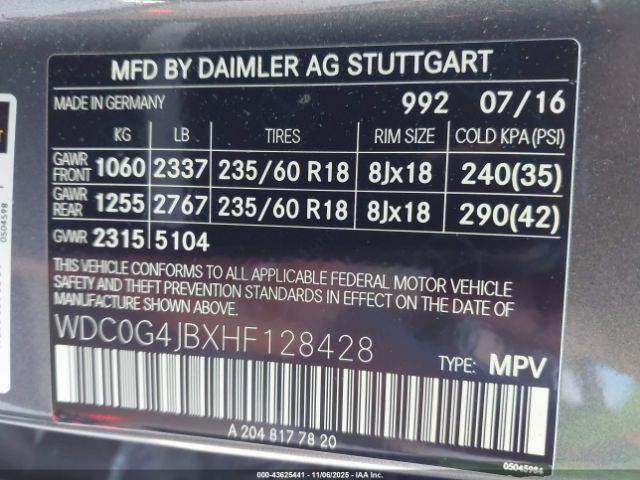 MFD BY DAIMLER AG STUTTGART
MADE IN GERMANY 992 07/16
KG LB TIRES RIM SIZE COLD KPA(PSI)
GAWR FRONT 1060 2337 235/60 R18 8Jx18 240(35)
GAWR REAR 1255 2767 235/60 R18 8Jx18 290(42)
GVWR 2315 5104
THIS VEHICLE CONFORMS TO ALL APPLICABLE FEDERAL MOTOR VEHICLE
SAFETY AND THEFT PREVENTION STANDARDS IN EFFECT ON THE DATE OF
MANUFACTURE SHOWN ABOVE.
WDC0G4JBXHF128428
TYPE: MPV
A 204 817 78 20
05045984
0504598
000-43625441 - 11/06/2025 - IAAI.com